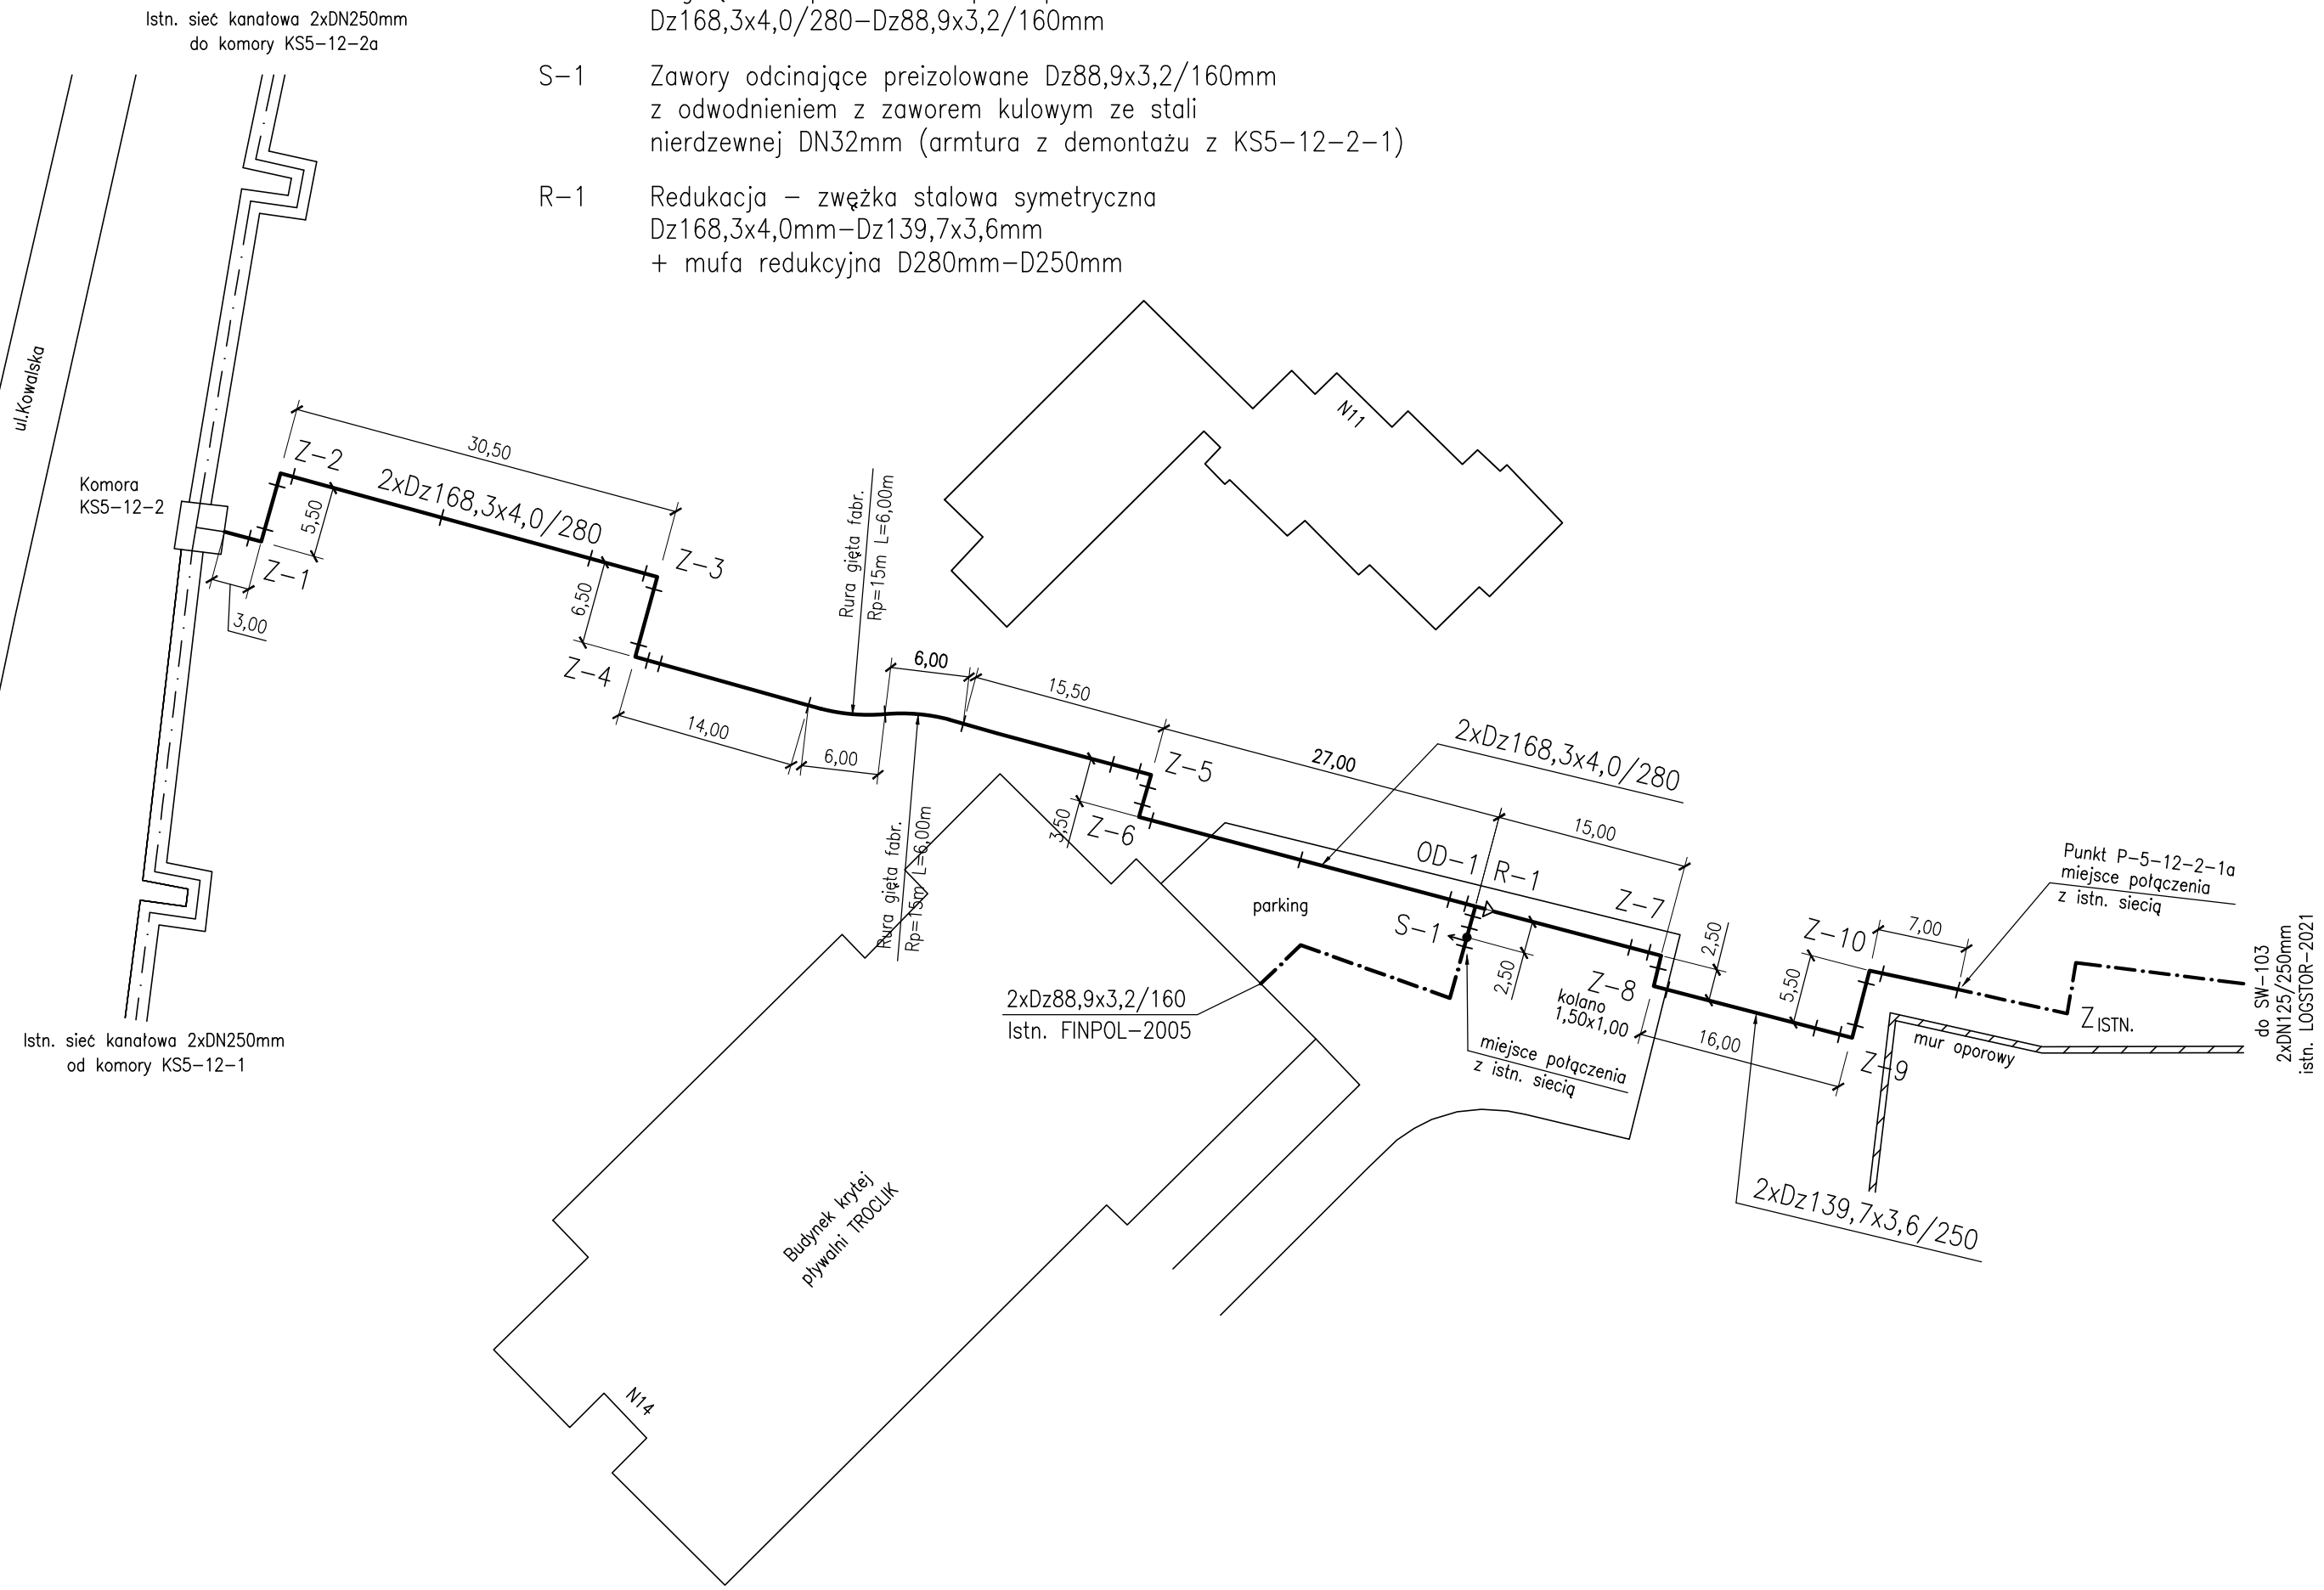 Istn. sieć kanałowa 2xDN250mm
do komory KS5-12-2a
Dz168,3x4,0/280-Dz88,9x3,2/160mm
S-1 Zawory odcinające preizolowane Dz88,9x3,2/160mm
z odwodnieniem z zaworem kulowym ze stali
nierdzewnej DN32mm (armtura z demontażu z KS5-12-2-1)
R-1 Redukacja - zwężka stalowa symetryczna
Dz168,3x4,0mm-Dz139,7x3,6mm
+ mufa redukcyjna D280mm-D250mm
ul.Kowalska
Komora
KS5-12-2
Z-2
30,50
2xDz168,3x4,0/280
5,50
Z-1
3,00
Z-3
6,50
Z-4
14,00
6,00
Rura gięta fabr.
Rp=15m L=6,00m
6,00
15,50
Rura gięta fabr.
Rp=15m L=6,00m
N11
Z-5
3,50
Z-6
27,00
2xDz168,3x4,0/280
15,00
OD-1
R-1
Z-7
parking
S-1
2,50
2,50
Z-8
kolano
1,50x1,00
16,00
5,50
Z-10
7,00
Punkt P-5-12-2-1a
miejsce połączenia
z istn. siecią
Z ISTN.
Z-9
mur oporowy
do SW-103
2xDN125/250mm
istn. LOGSTOR-2021
2xDz88,9x3,2/160
Istn. FINPOL-2005
miejsce połączenia
z istn. siecią
2xDz139,7x3,6/250
Istn. sieć kanałowa 2xDN250mm
od komory KS5-12-1
Budynek krytej
pływalni TROCLIK
N14